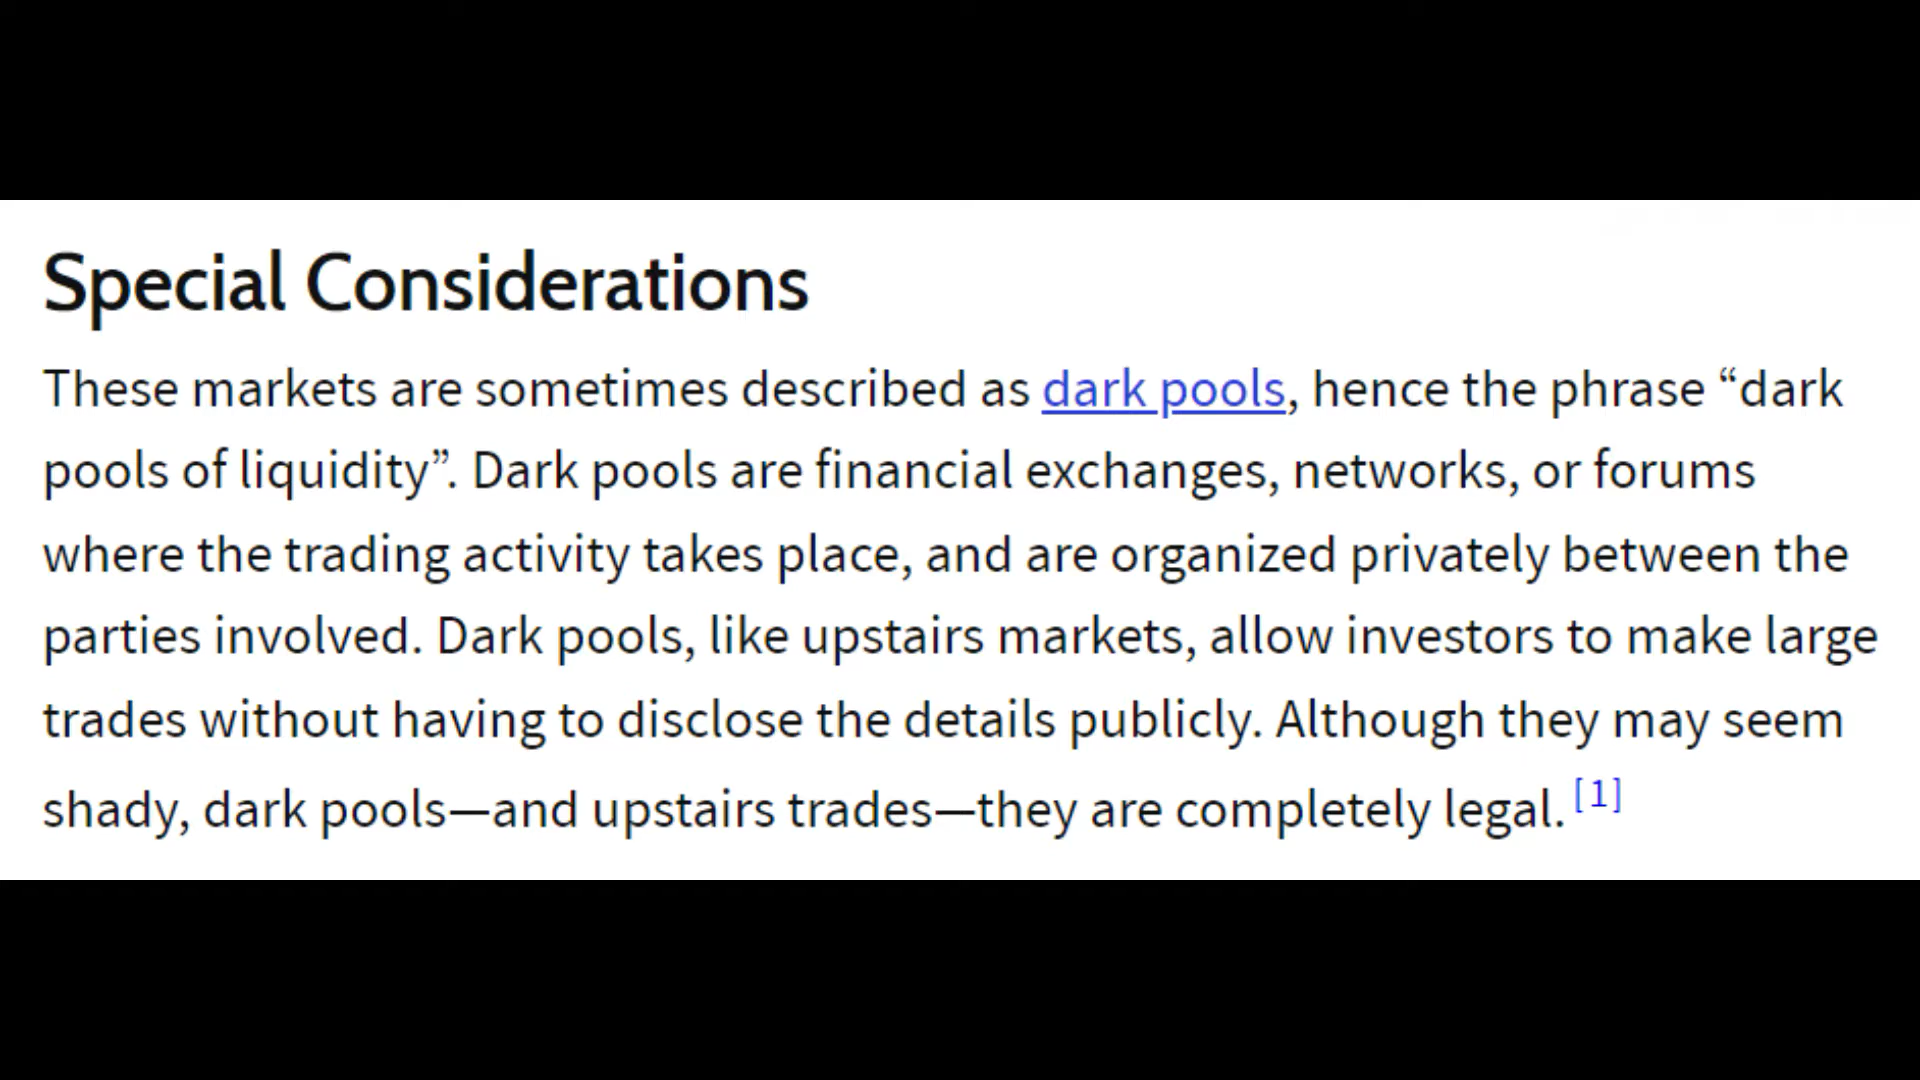 Special Considerations
These markets are sometimes described as dark pools, hence the phrase “dark
pools of liquidity”. Dark pools are financial exchanges, networks, or forums
where the trading activity takes place, and are organized privately between the
parties involved. Dark pools, like upstairs markets, allow investors to make large
trades without having to disclose the details publicly. Although they may seem
shady, dark pools—and upstairs trades—they are completely legal. [1]